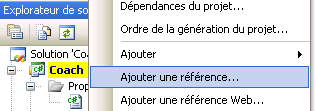 Explorateur de so
Dépendances du projet...
Ordre de la génération du projet...
Solution 'Co
Ajouter
Coach
Ajouter une référence...
Prop
Ajouter une référence Web...